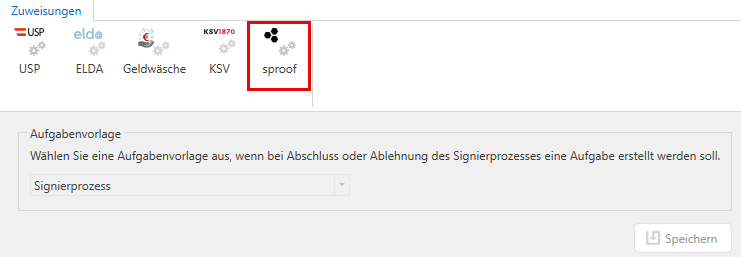 Zuweisungen
USP elda KSV1870
USP ELDA Geldwäsche KSV sproof
Aufgabenvorlage
Wählen Sie eine Aufgabenvorlage aus, wenn bei Abschluss oder Ablehnung des Signierprozesses eine Aufgabe erstellt werden soll.
Signierprozess
Speichern